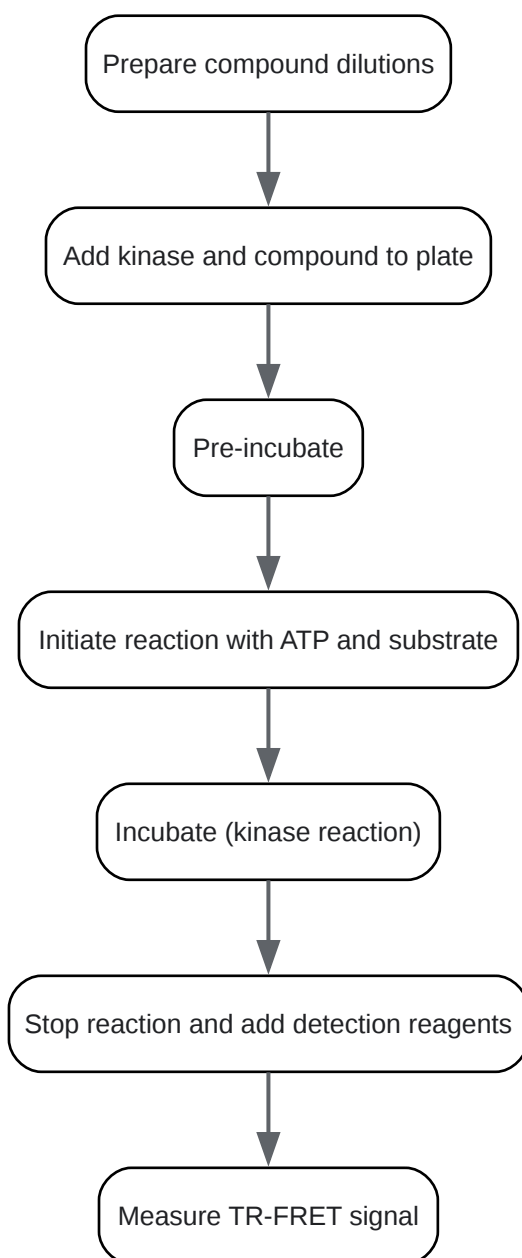 Prepare compound dilutions
Add kinase and compound to plate
Pre-incubate
Initiate reaction with ATP and substrate
Incubate (kinase reaction)
Stop reaction and add detection reagents
Measure TR-FRET signal